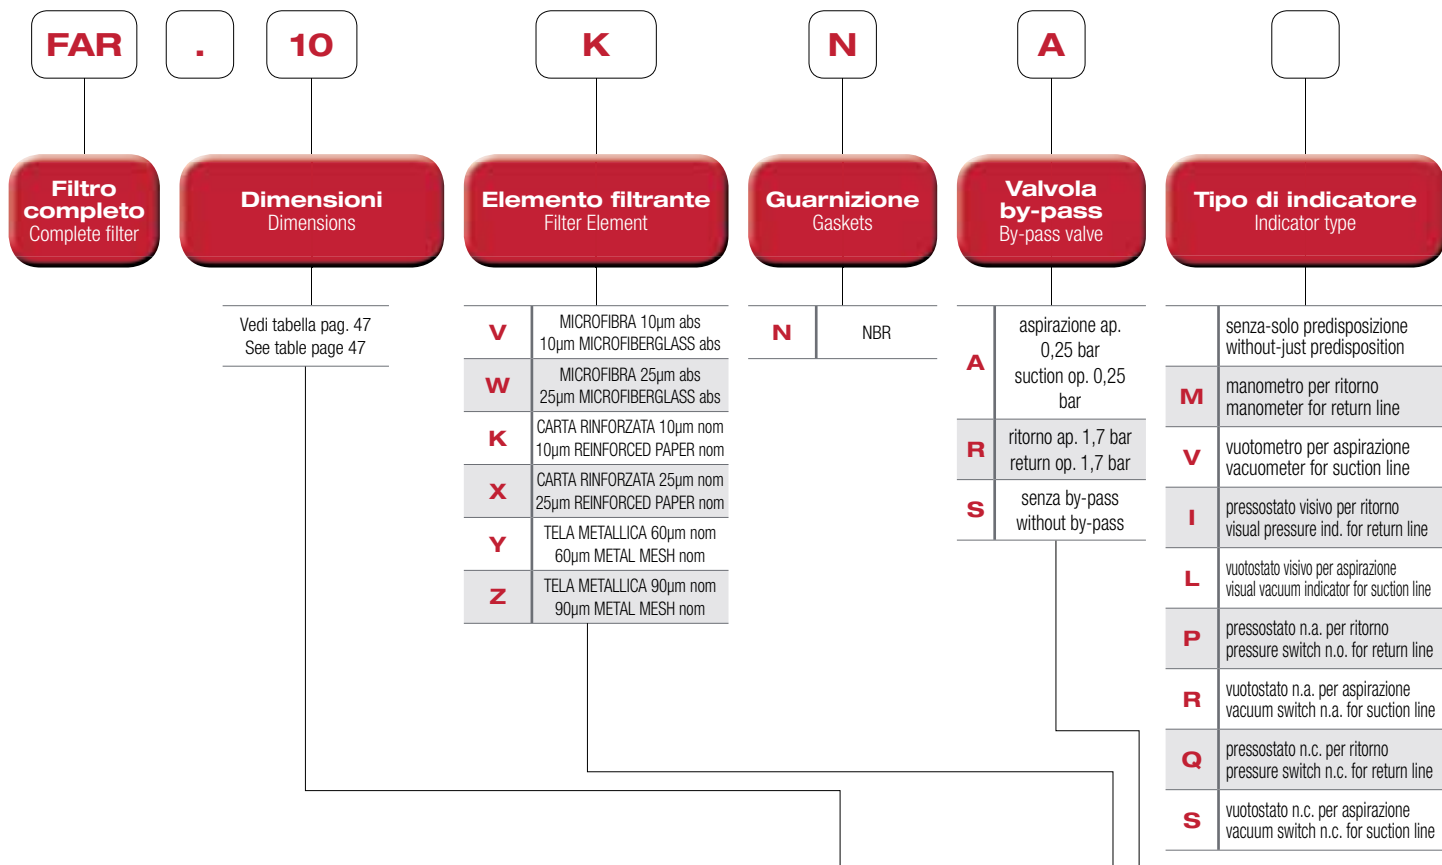 FAR . 10 K N A
Filtro
completo
Complete filter
Dimensioni
Dimensions
Elemento filtrante
Filter Element
Guarnizione
Gaskets
Valvola
by-pass
By-pass valve
Tipo di indicatore
Indicator type
Vedi tabella pag. 47
See table page 47
V
MICROFIBRA 10µm abs
10µm MICROFIBERGLASS abs
W
MICROFIBRA 25µm abs
25µm MICROFIBERGLASS abs
K
CARTA RINFORZATA 10µm nom
10µm REINFORCED PAPER nom
X
CARTA RINFORZATA 25µm nom
25µm REINFORCED PAPER nom
Y
TELA METALLICA 60µm nom
60µm METAL MESH nom
Z
TELA METALLICA 90µm nom
90µm METAL MESH nom
N
NBR
A
aspirazione ap.
0,25 bar
suction op. 0,25
bar
R
ritorno ap. 1,7 bar
return op. 1,7 bar
S
senza by-pass
without by-pass
senza-solo predisposizione
without-just predisposition
M
manometro per ritorno
manometer for return line
V
vuotometro per aspirazione
vacuometer for suction line
I
pressostato visivo per ritorno
visual pressure ind. for return line
L
vuotostato visivo per aspirazione
visual vacuum indicator for suction line
P
pressostato n.a. per ritorno
pressure switch n.o. for return line
R
vuotostato n.a. per aspirazione
vacuum switch n.a. for suction line
Q
pressostato n.c. per ritorno
pressure switch n.c. for return line
S
vuotostato n.c. per aspirazione
vacuum switch n.c. for suction line